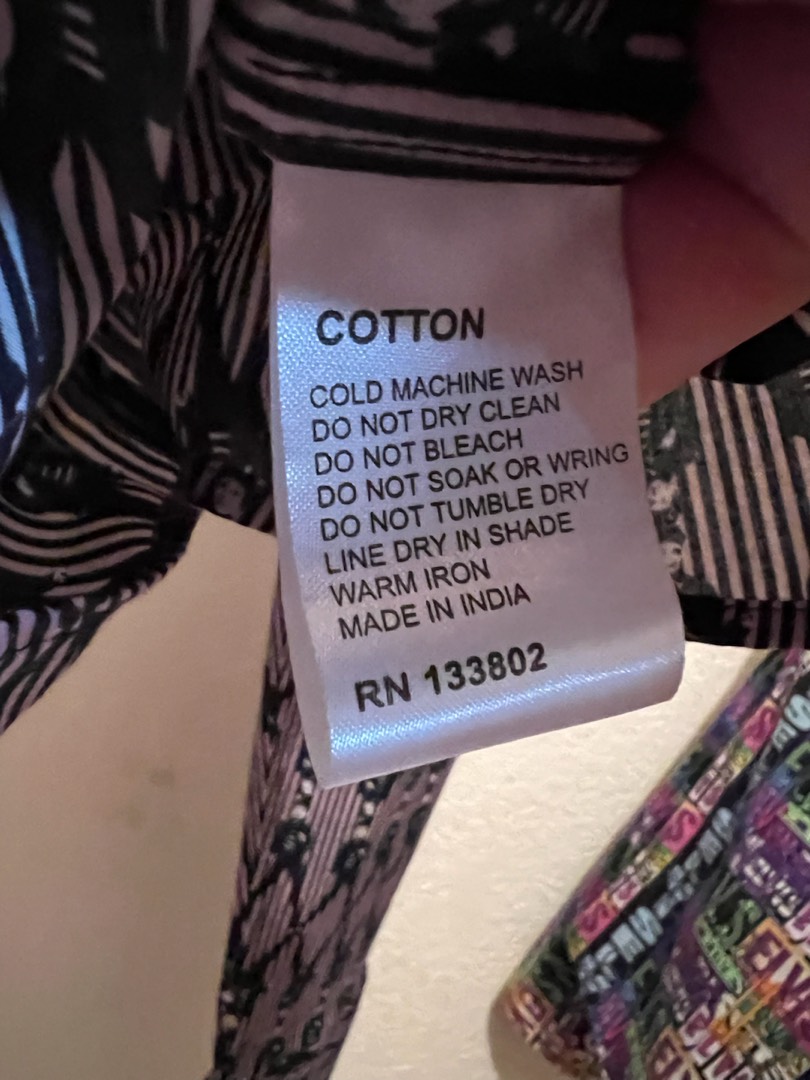 COTTON
COLD MACHINE WASH
DO NOT DRY CLEAN
DO NOT BLEACH
DO NOT SOAK OR WRING
DO NOT TUMBLE DRY
LINE DRY IN SHADE
WARM IRON
MADE IN INDIA
RN 133802